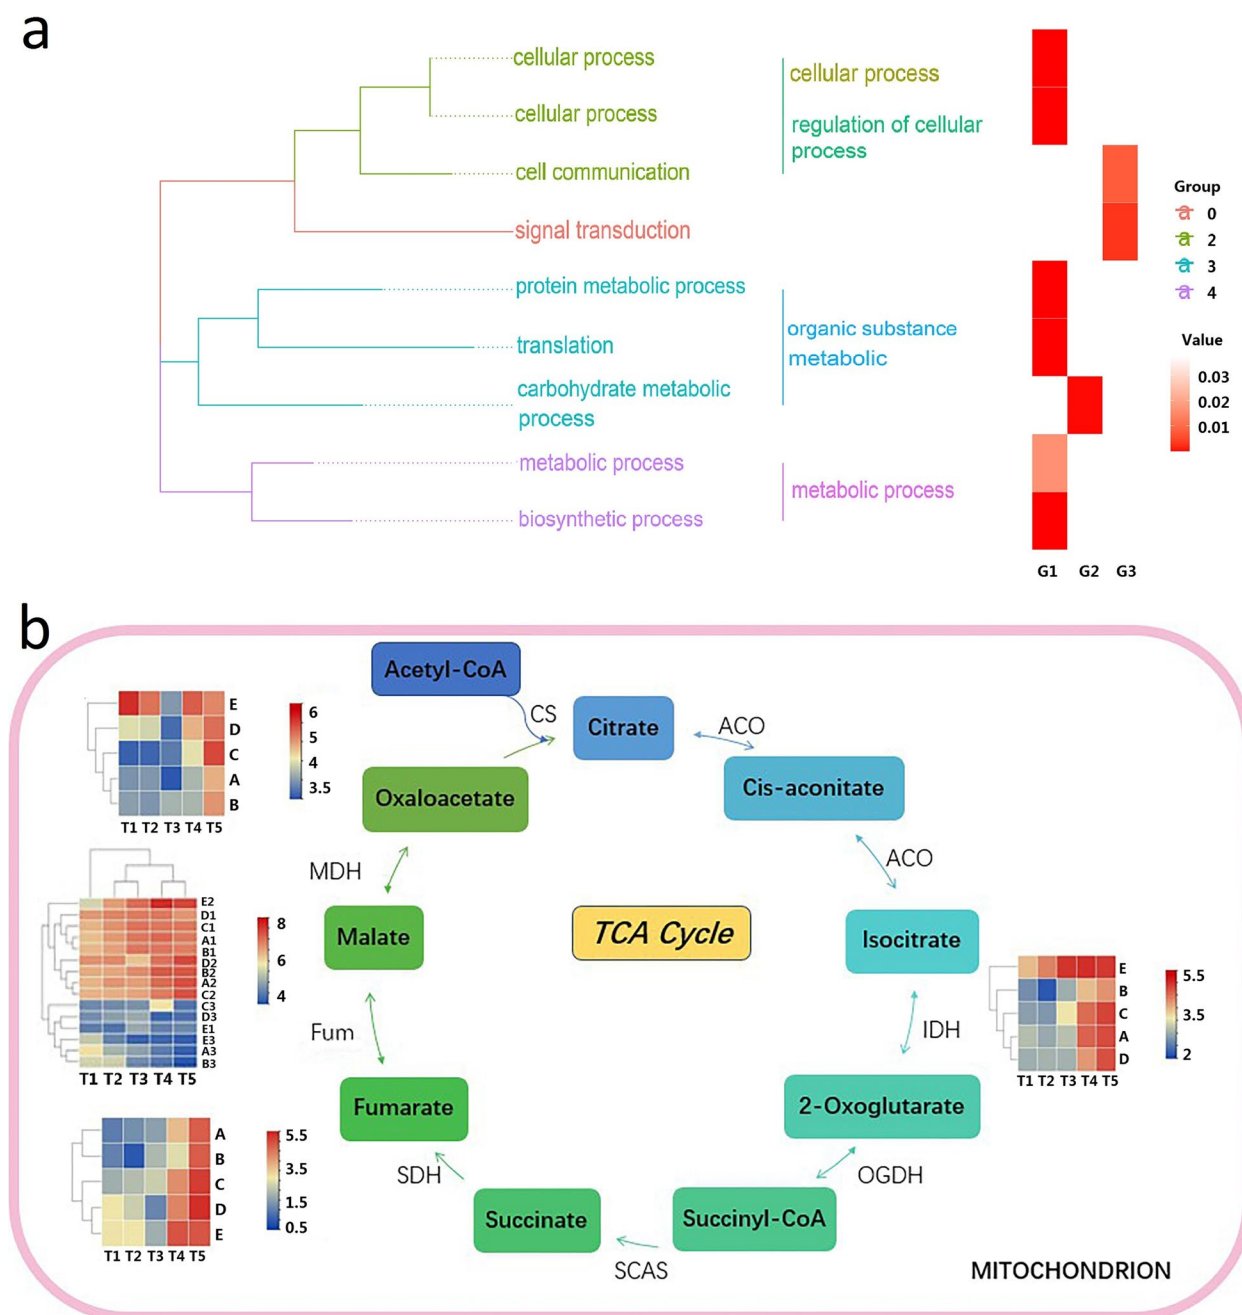 a
cellular process
cellular process
cell communication
signal transduction
protein metabolic process
translation
carbohydrate metabolic
process
metabolic process
biosynthetic process
cellular process
regulation of cellular
process
organic substance
metabolic
metabolic process
G1 G2 G3
Group
a 0
a 2
a 3
a 4
Value
0.03
0.02
0.01
b
Acetyl-CoA
CS
Citrate
ACO
Cis-aconitate
ACO
Isocitrate
IDH
2-Oxoglutarate
OGDH
Succinyl-CoA
SCAS
Succinate
SDH
Fumarate
Fum
Malate
MDH
Oxaloacetate
TCA Cycle
MITOCHONDRION
E
D
C
A
B
T1 T2 T3 T4 T5
6
5
4
3.5
E2
D1
C1
A1
B1
D2
B2
A2
C2
C3
D3
E1
E3
A3
B3
T1 T2 T3 T4 T5
8
6
4
A
B
C
D
E
T1 T2 T3 T4 T5
5.5
3.5
1.5
0.5
E
B
C
A
D
T1 T2 T3 T4 T5
5.5
3.5
2